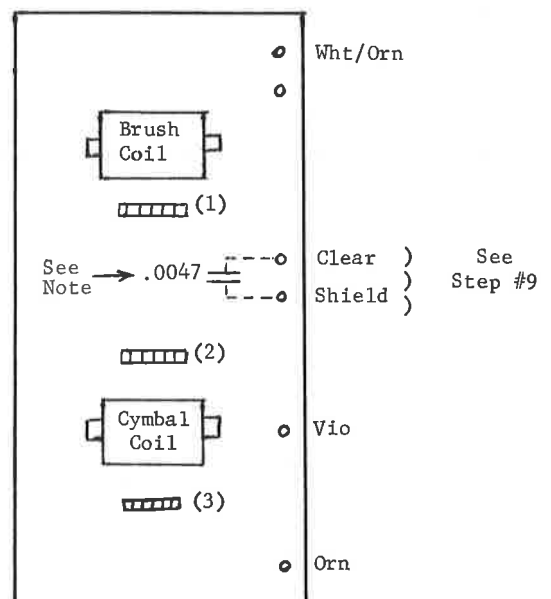 Wht/Orn
Brush
Coil
(1)
See
Note
.0047
Clear )
)
Shield )
See
Step #9
(2)
Cymbal
Coil
Vio
(3)
Orn